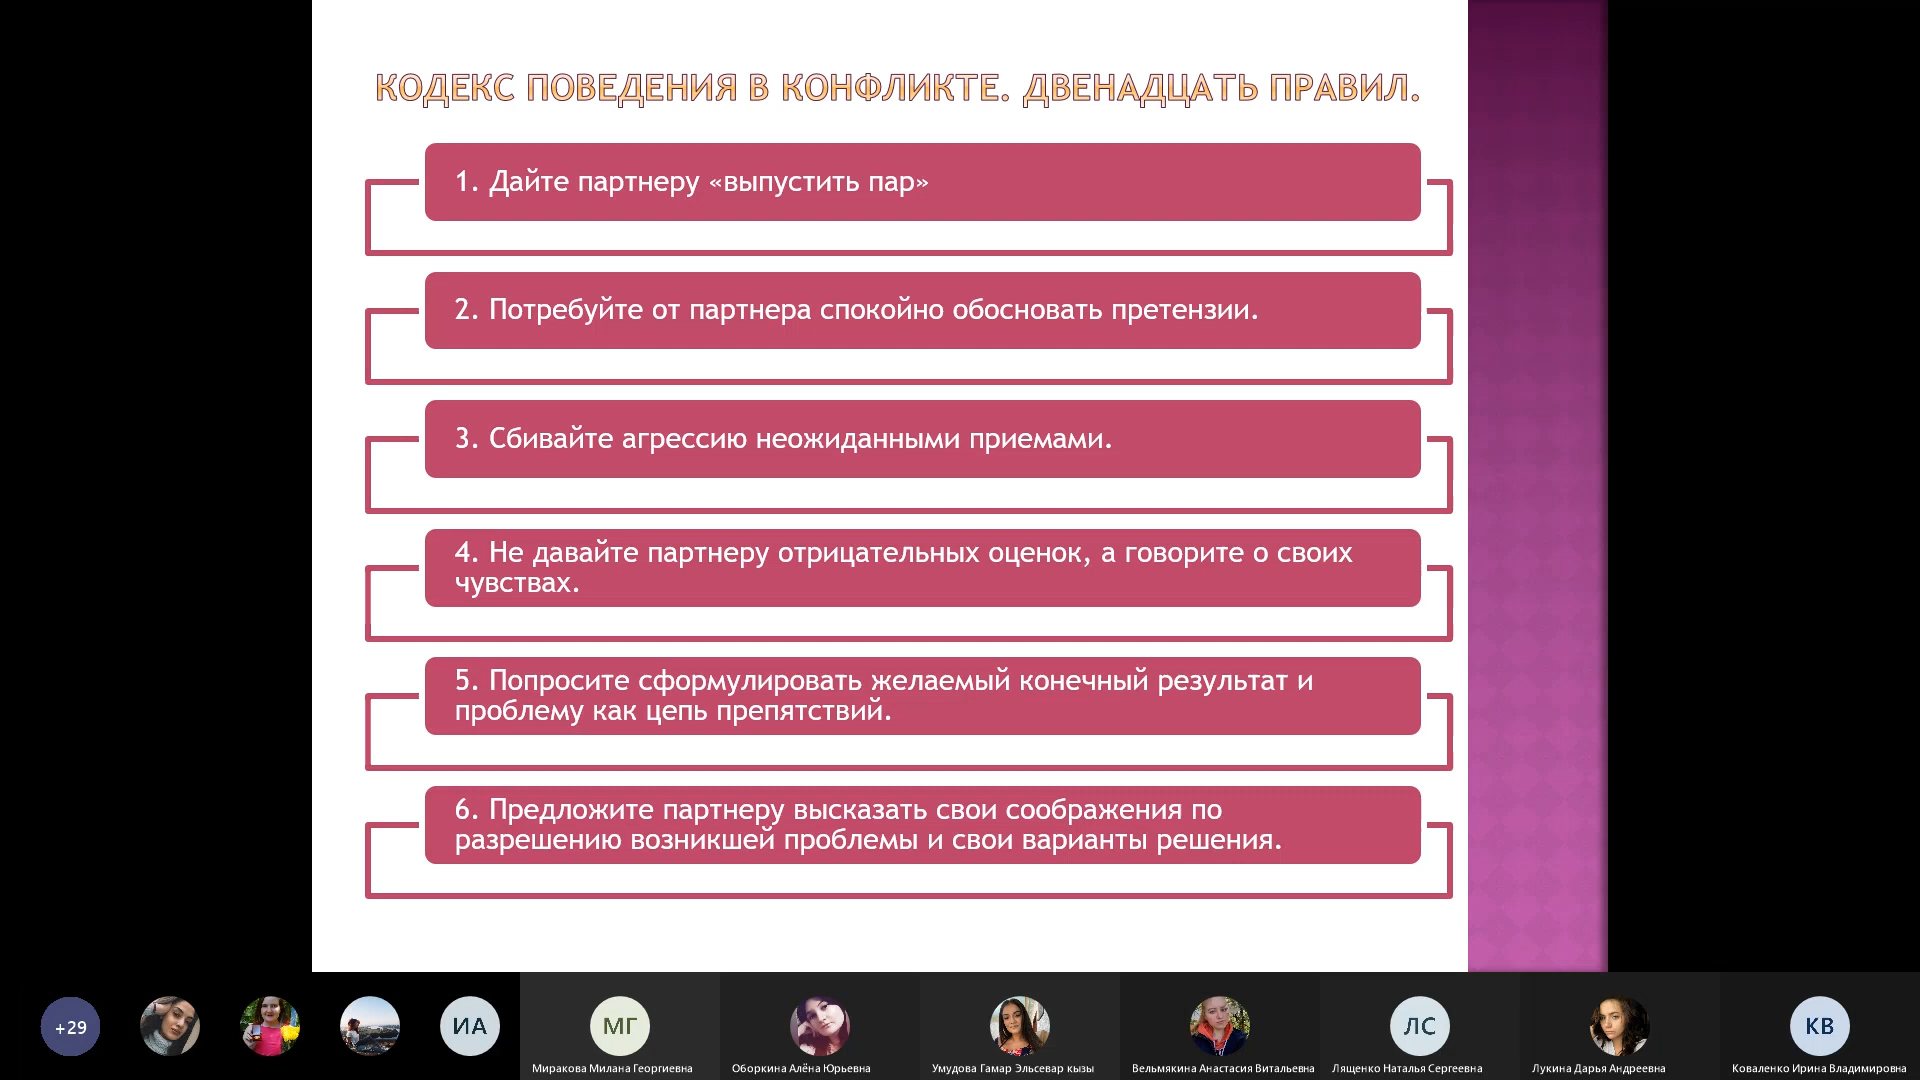 КОДЕКС ПОВЕДЕНИЯ В КОНФЛИКТЕ. ДВЕНАДЦАТЬ ПРАВИЛ.
1. Дайте партнеру «выпустить пар»
2. Потребуйте от партнера спокойно обосновать претензии.
3. Сбивайте агрессию неожиданными приемами.
4. Не давайте партнеру отрицательных оценок, а говорите о своих
чувствах.
5. Попросите сформулировать желаемый конечный результат и
проблему как цепь препятствий.
6. Предложите партнеру высказать свои соображения по
разрешению возникшей проблемы и свои варианты решения.
+29
ИА
МГ
ЛС
КВ
Миракова Милана Георгиевна
Оборкина Алёна Юрьевна
Умудова Гамар Эльсевар кызы
Вельмякина Анастасия Витальевна
Лященко Наталья Сергеевна
Лукина Дарья Андреевна
Коваленко Ирина Владимировна